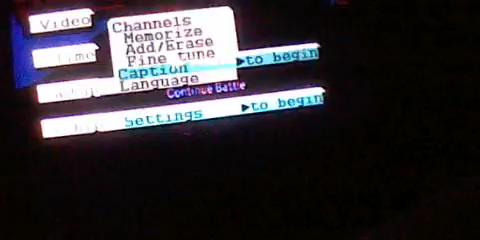 Video
Channels
Memorize
Add/Erase
Fine tune
Caption
Language
▶to begin
Continue Battle
Settings ▶to begin